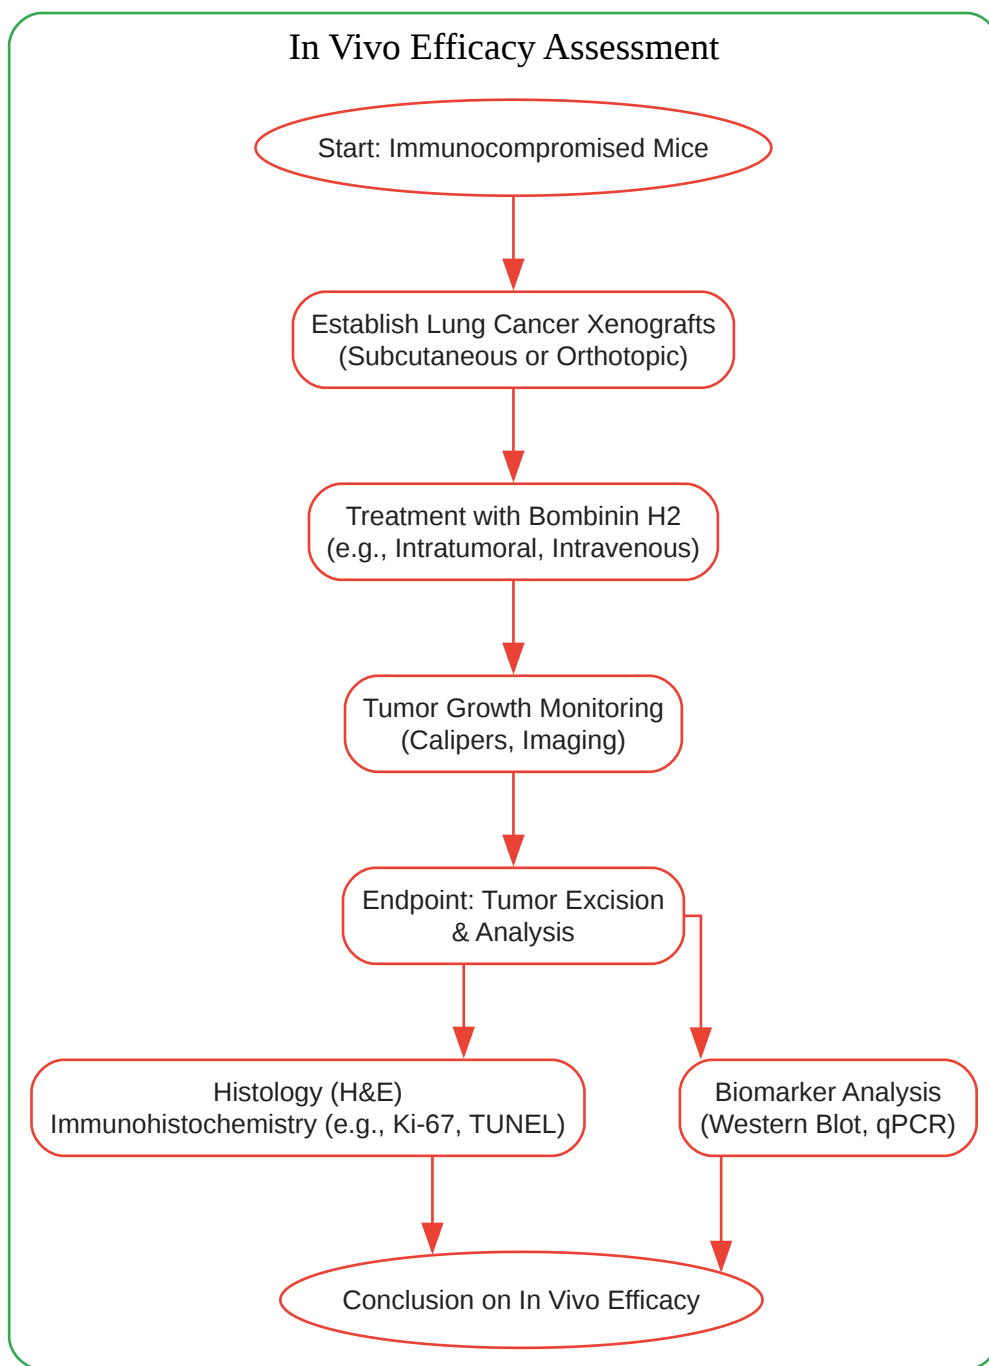 In Vivo Efficacy Assessment
Start: Immunocompromised Mice
Establish Lung Cancer Xenografts
(Subcutaneous or Orthotopic)
Treatment with Bombinin H2
(e.g., Intratumoral, Intravenous)
Tumor Growth Monitoring
(Calipers, Imaging)
Endpoint: Tumor Excision
& Analysis
Histology (H&E)
Immunohistochemistry (e.g., Ki-67, TUNEL)
Biomarker Analysis
(Western Blot, qPCR)
Conclusion on In Vivo Efficacy